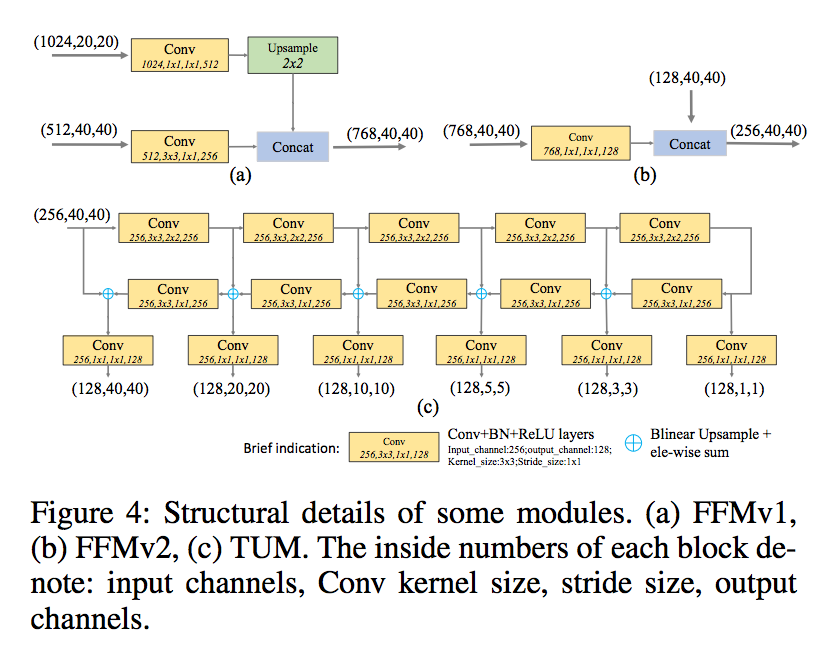 (1024,20,20)
Conv
1024,1x1,1x1,512
Upsample
2x2
(512,40,40)
Conv
512,3x3,1x1,256
Concat
(768,40,40)
(a)
(128,40,40)
(768,40,40)
Conv
768,1x1,1x1,128
Concat
(256,40,40)
(b)
(256,40,40)
Conv
256,3x3,2x2,256
Conv
256,3x3,2x2,256
Conv
256,3x3,2x2,256
Conv
256,3x3,2x2,256
Conv
256,3x3,2x2,256
Conv
256,3x3,1x1,256
Conv
256,3x3,1x1,256
Conv
256,3x3,1x1,256
Conv
256,3x3,1x1,256
Conv
256,3x3,1x1,256
Conv
256,1x1,1x1,128
Conv
256,1x1,1x1,128
Conv
256,1x1,1x1,128
Conv
256,1x1,1x1,128
Conv
256,1x1,1x1,128
Conv
256,1x1,1x1,128
(128,40,40)
(128,20,20)
(128,10,10)
(128,5,5)
(128,3,3)
(128,1,1)
(c)
Brief indication:
Conv
256,3x3,1x1,128
Conv+BN+ReLU layers
Input_channel:256;output_channel:128;
Kernel_size:3x3;Stride_size:1x1
Blinear Upsample +
ele-wise sum
Figure 4: Structural details of some modules. (a) FFMv1,
(b) FFMv2, (c) TUM. The inside numbers of each block de-
note: input channels, Conv kernel size, stride size, output
channels.